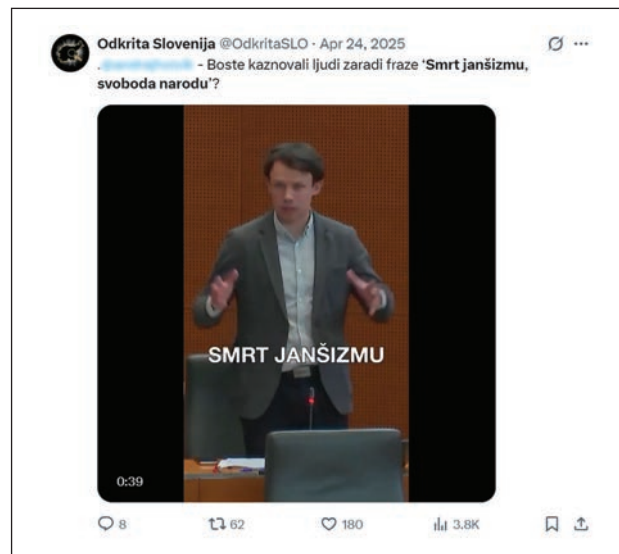 Odkrita Slovenija @OdkritaSLO · Apr 24, 2025
. - Boste kaznovali ljudi zaradi fraze ‘Smrt janšizmu,
svoboda narodu’?
SMRT JANŠIZMU
0:39
8 62 180 3.8K